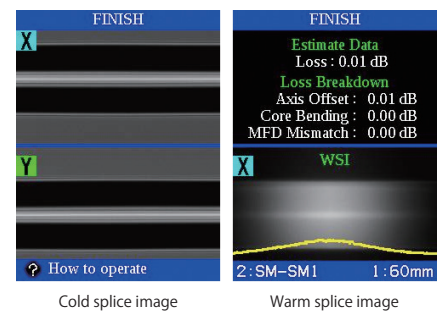 FINISH
X
Y
? How to operate
Cold splice image
FINISH
Estimate Data
Loss : 0.01 dB
Loss Breakdown
Axis Offset : 0.01 dB
Core Bending : 0.00 dB
MFD Mismatch : 0.00 dB
X WSI
2:SM-SM1 1:60mm
Warm splice image